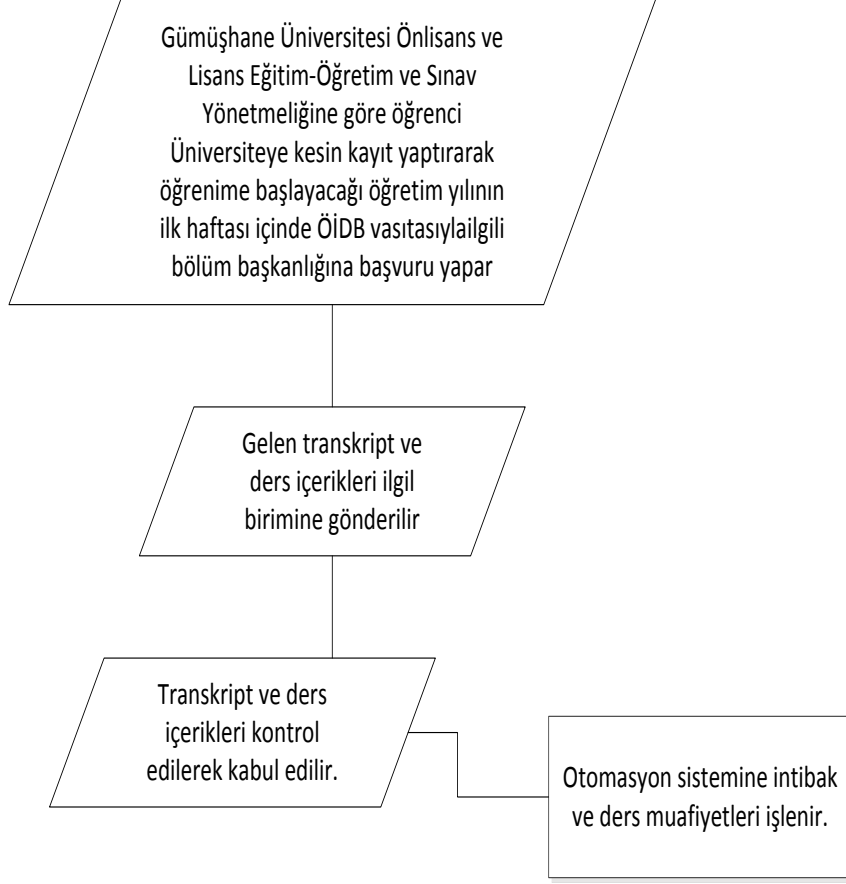 Gümüşhane Üniversitesi Önlisans ve
Lisans Eğitim-Öğretim ve Sınav
Yönetmeliğine göre öğrenci
Üniversiteye kesin kayıt yaptırarak
öğrenime başlayacağı öğretim yılının
ilk haftası içinde ÖİDB vasıtasıylailgili
bölüm başkanlığına başvuru yapar
Gelen transkript ve
ders içerikleri ilgil
birimine gönderilir
Transkript ve ders
içerikleri kontrol
edilerek kabul edilir.
Otomasyon sistemine intibak
ve ders muafiyetleri işlenir.